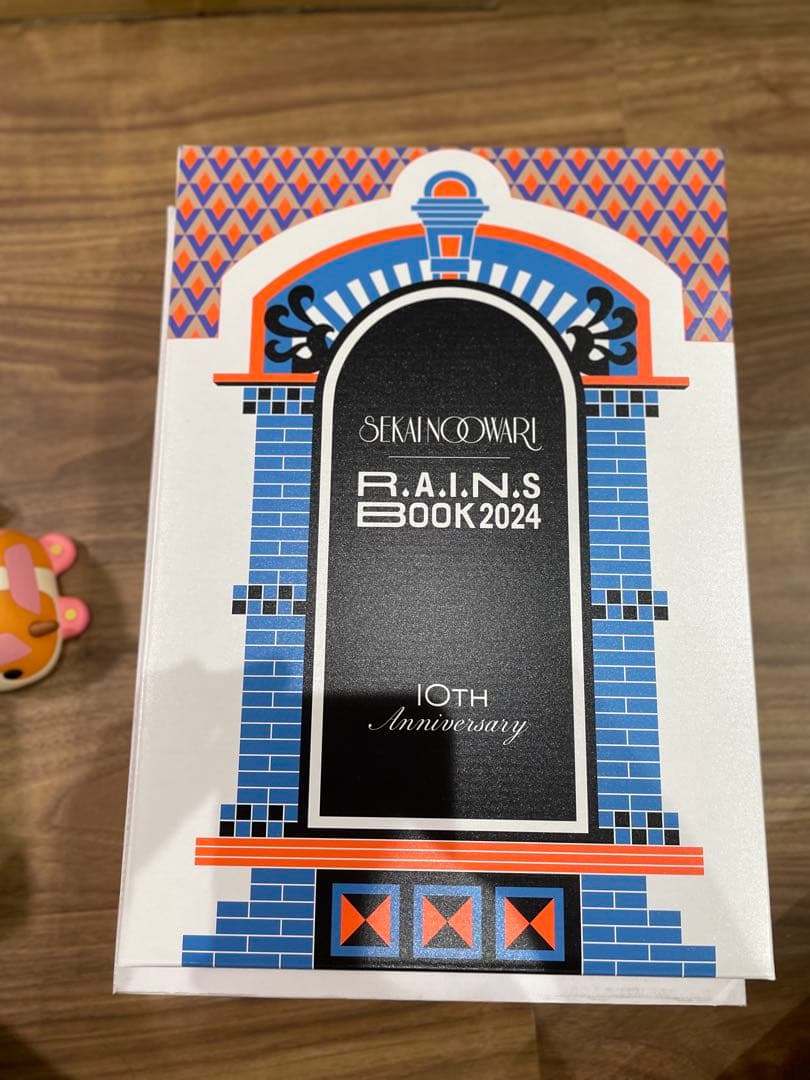 SEKAI NO OWARI
R.A.I.N.S
BOOK 2024
10TH
Anniversary